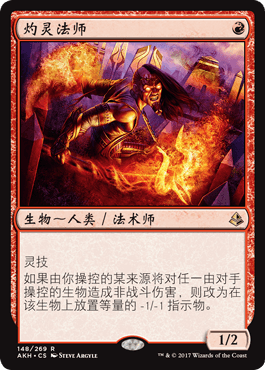 灼灵法师
生物～人类／法术师
灵技
如果由你操控的某来源将对任一由对手
操控的生物造成非战斗伤害，则改为在
该生物上放置等量的 -1/-1 指示物。
1/2
148/269 R
AKH • CS Steve Argyle
™ & © 2017 Wizards of the Coast